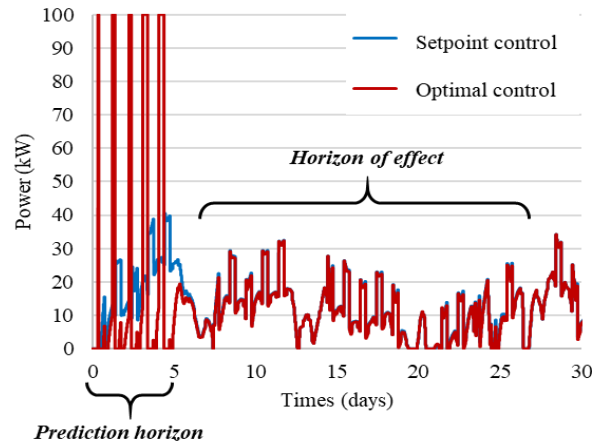 100
90
80
70
60
50
40
30
20
10
0
Power (kW)
Setpoint control
Optimal control
Horizon of effect
0 5 10 15 20 25 30
Times (days)
Prediction horizon